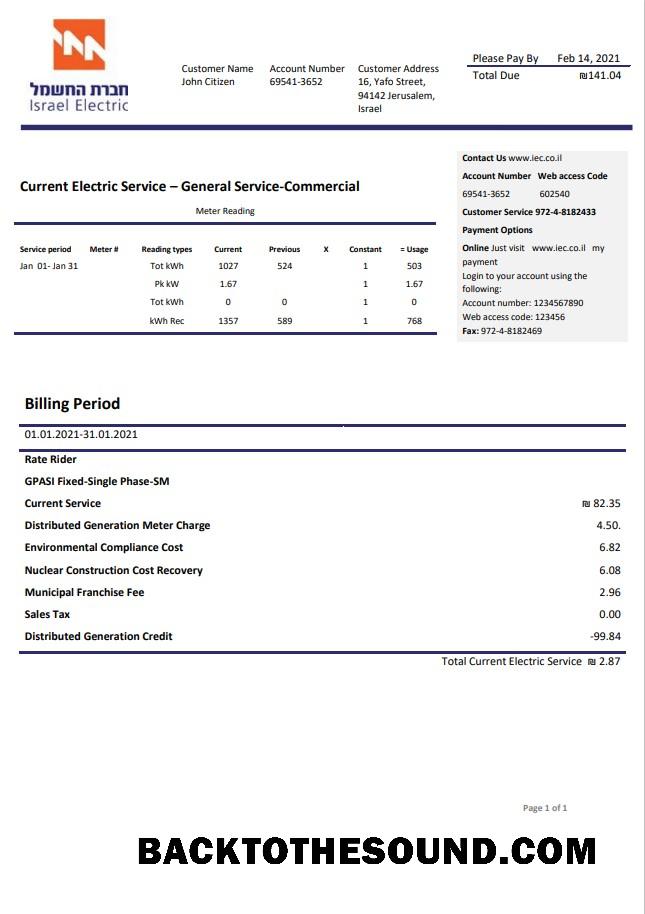 חברת החשמל
Israel Electric
Customer Name Account Number Customer Address
John Citizen 69541-3652 16, Yafo Street,
94142 Jerusalem,
Israel
Please Pay By Feb 14, 2021
Total Due ₪141.04
Current Electric Service – General Service-Commercial
Meter Reading
Service period Meter # Reading types Current Previous X Constant = Usage
Jan 01- Jan 31 Tot kWh 1027 524 1 503
Pk kW 1.67 1 1.67
Tot kWh 0 0 1 0
kWh Rec 1357 589 1 768
Contact Us www.iec.co.il
Account Number Web access Code
69541-3652 602540
Customer Service 972-4-8182433
Payment Options
Online Just visit www.iec.co.il my
payment
Login to your account using the
following:
Account number: 1234567890
Web access code: 123456
Fax: 972-4-8182469
Billing Period
01.01.2021-31.01.2021
Rate Rider
GPASI Fixed-Single Phase-SM
Current Service ₪ 82.35
Distributed Generation Meter Charge 4.50.
Environmental Compliance Cost 6.82
Nuclear Construction Cost Recovery 6.08
Municipal Franchise Fee 2.96
Sales Tax 0.00
Distributed Generation Credit -99.84
Total Current Electric Service ₪ 2.87
Page 1 of 1
BACKTOTHESOUND.COM